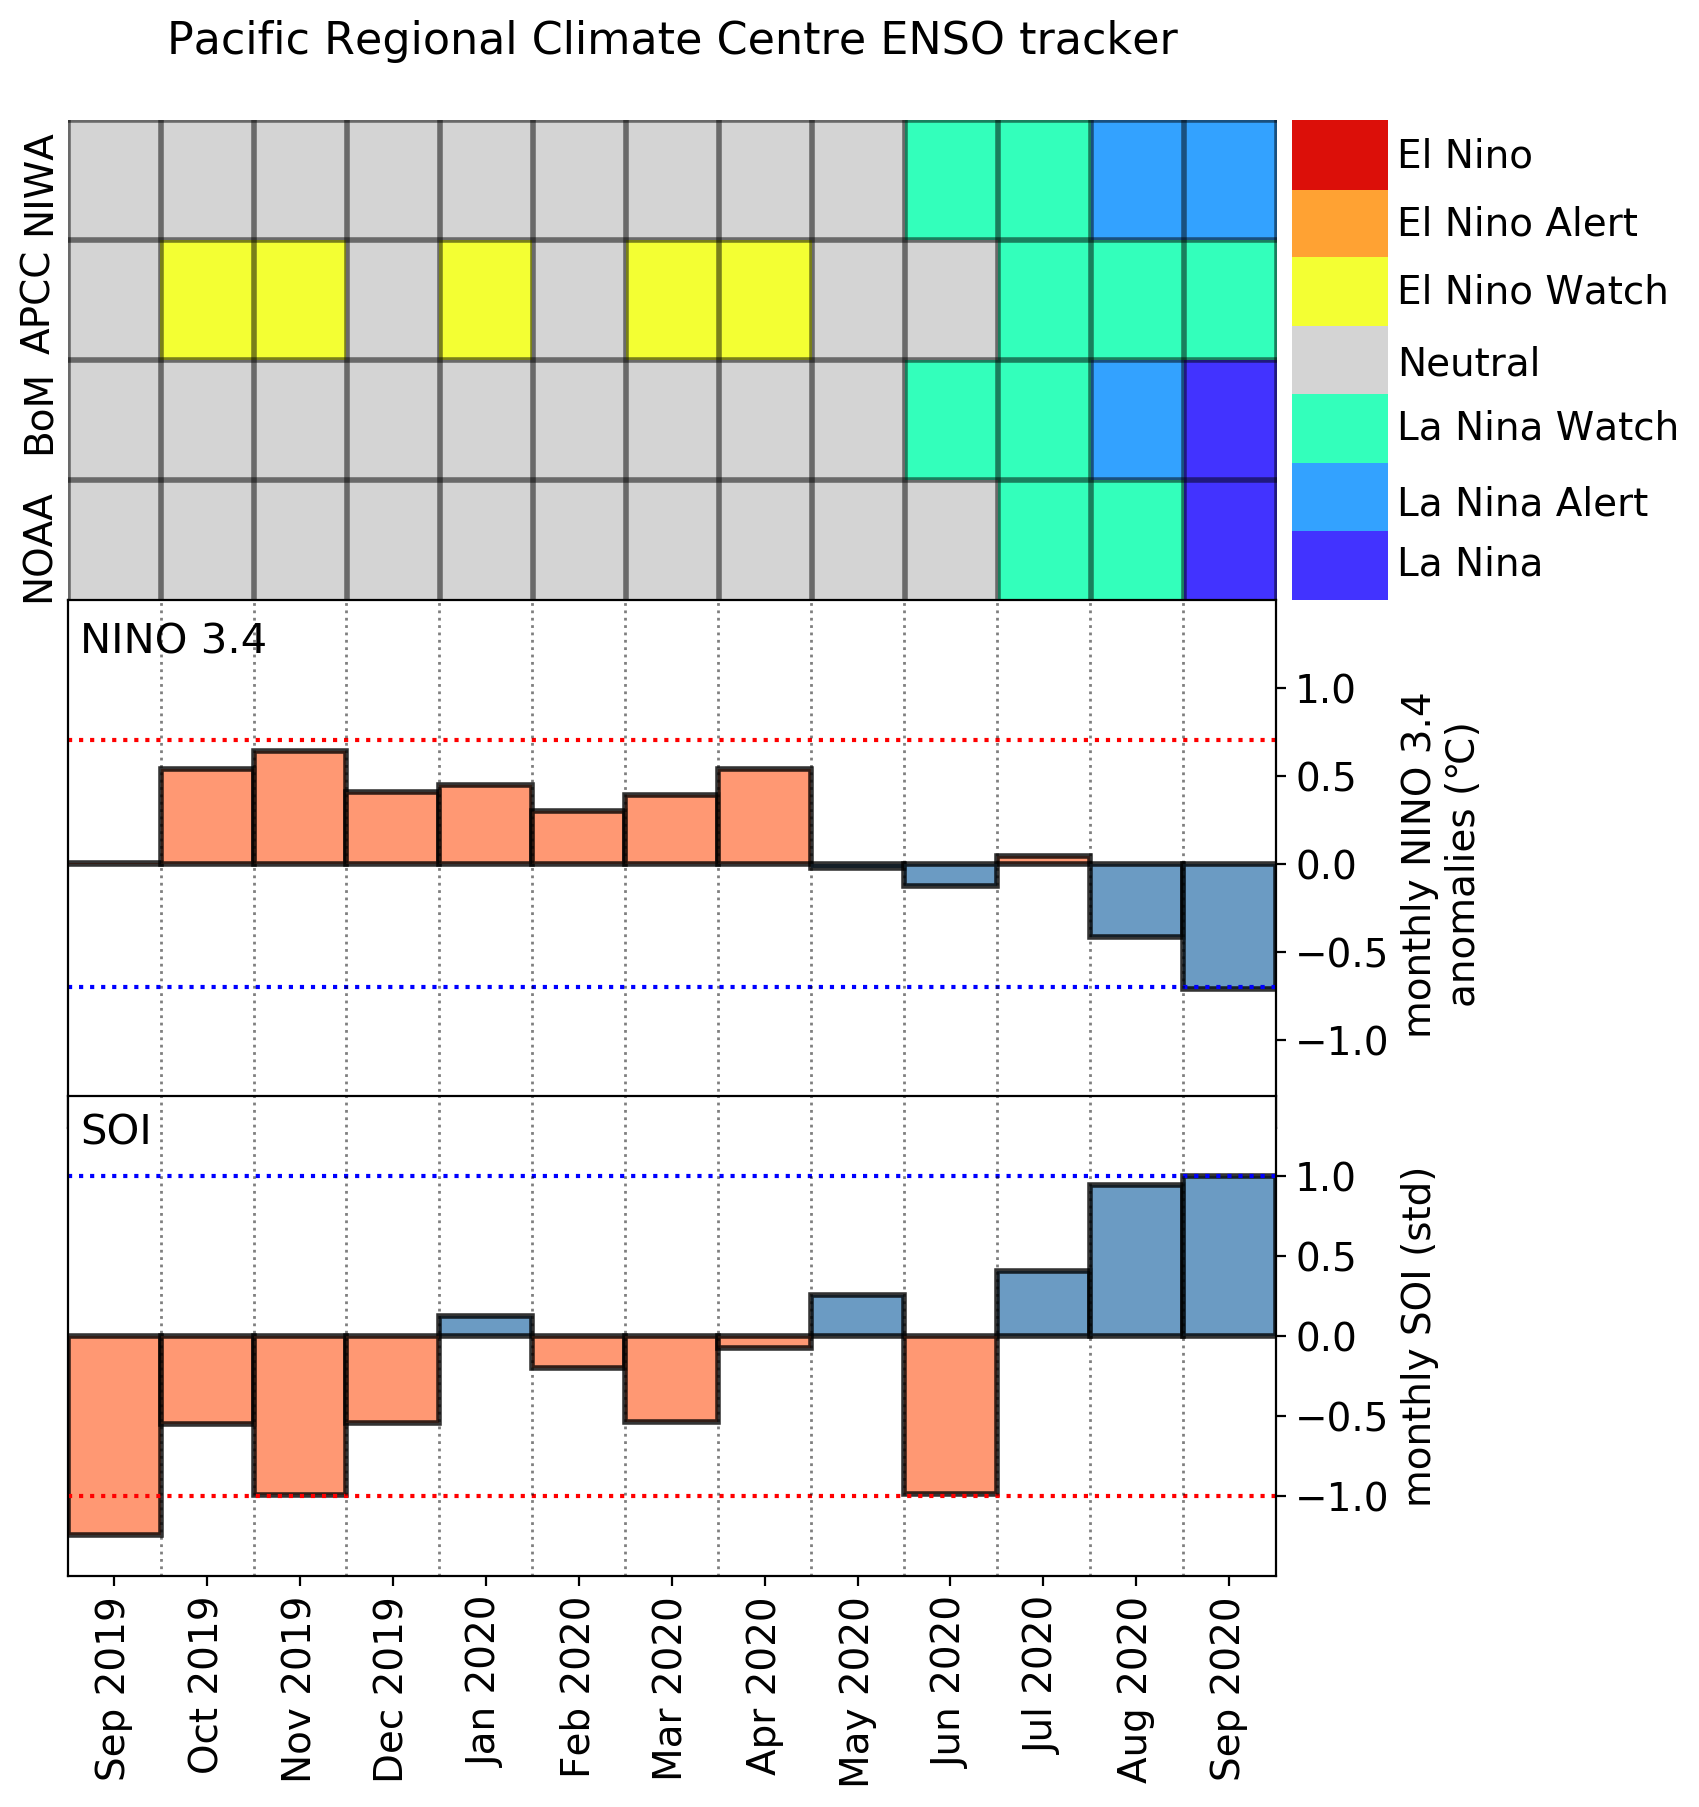 Pacific Regional Climate Centre ENSO tracker
NIWA
APCC
BoM
NOAA
El Nino
El Nino Alert
El Nino Watch
Neutral
La Nina Watch
La Nina Alert
La Nina
NINO 3.4
1.0
0.5
0.0
−0.5
−1.0
monthly NINO 3.4
anomalies (°C)
SOI
1.0
0.5
0.0
−0.5
−1.0
monthly SOI (std)
Sep 2019
Oct 2019
Nov 2019
Dec 2019
Jan 2020
Feb 2020
Mar 2020
Apr 2020
May 2020
Jun 2020
Jul 2020
Aug 2020
Sep 2020